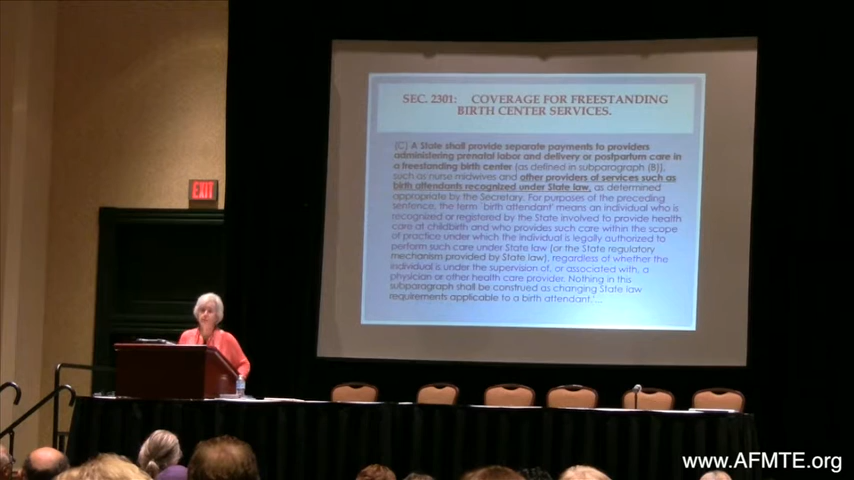 SEC. 2301: COVERAGE FOR FREESTANDING
BIRTH CENTER SERVICES.
[C] A State shall provide separate payments to providers
administering prenatal labor and delivery or postpartum care in
a freestanding birth center (as defined in subparagraph (B)],
such as nurse midwives and other providers of services such as
birth attendants recognized under State law, as determined
appropriate by the Secretary. For purposes of the preceding
sentence, the term `birth attendant' means an individual who is
recognized or registered by the State involved to provide health
care at childbirth and who provides such care within the scope
of practice under which the individual is legally authorized to
perform such care under State law (or the State regulatory
mechanism provided by State law), regardless of whether the
individual is under the supervision of, or associated with, a
physician or other health care provider. Nothing in this
subparagraph shall be construed as changing State law
requirements applicable to a birth attendant.'...
EXIT
www.AFMTE.org